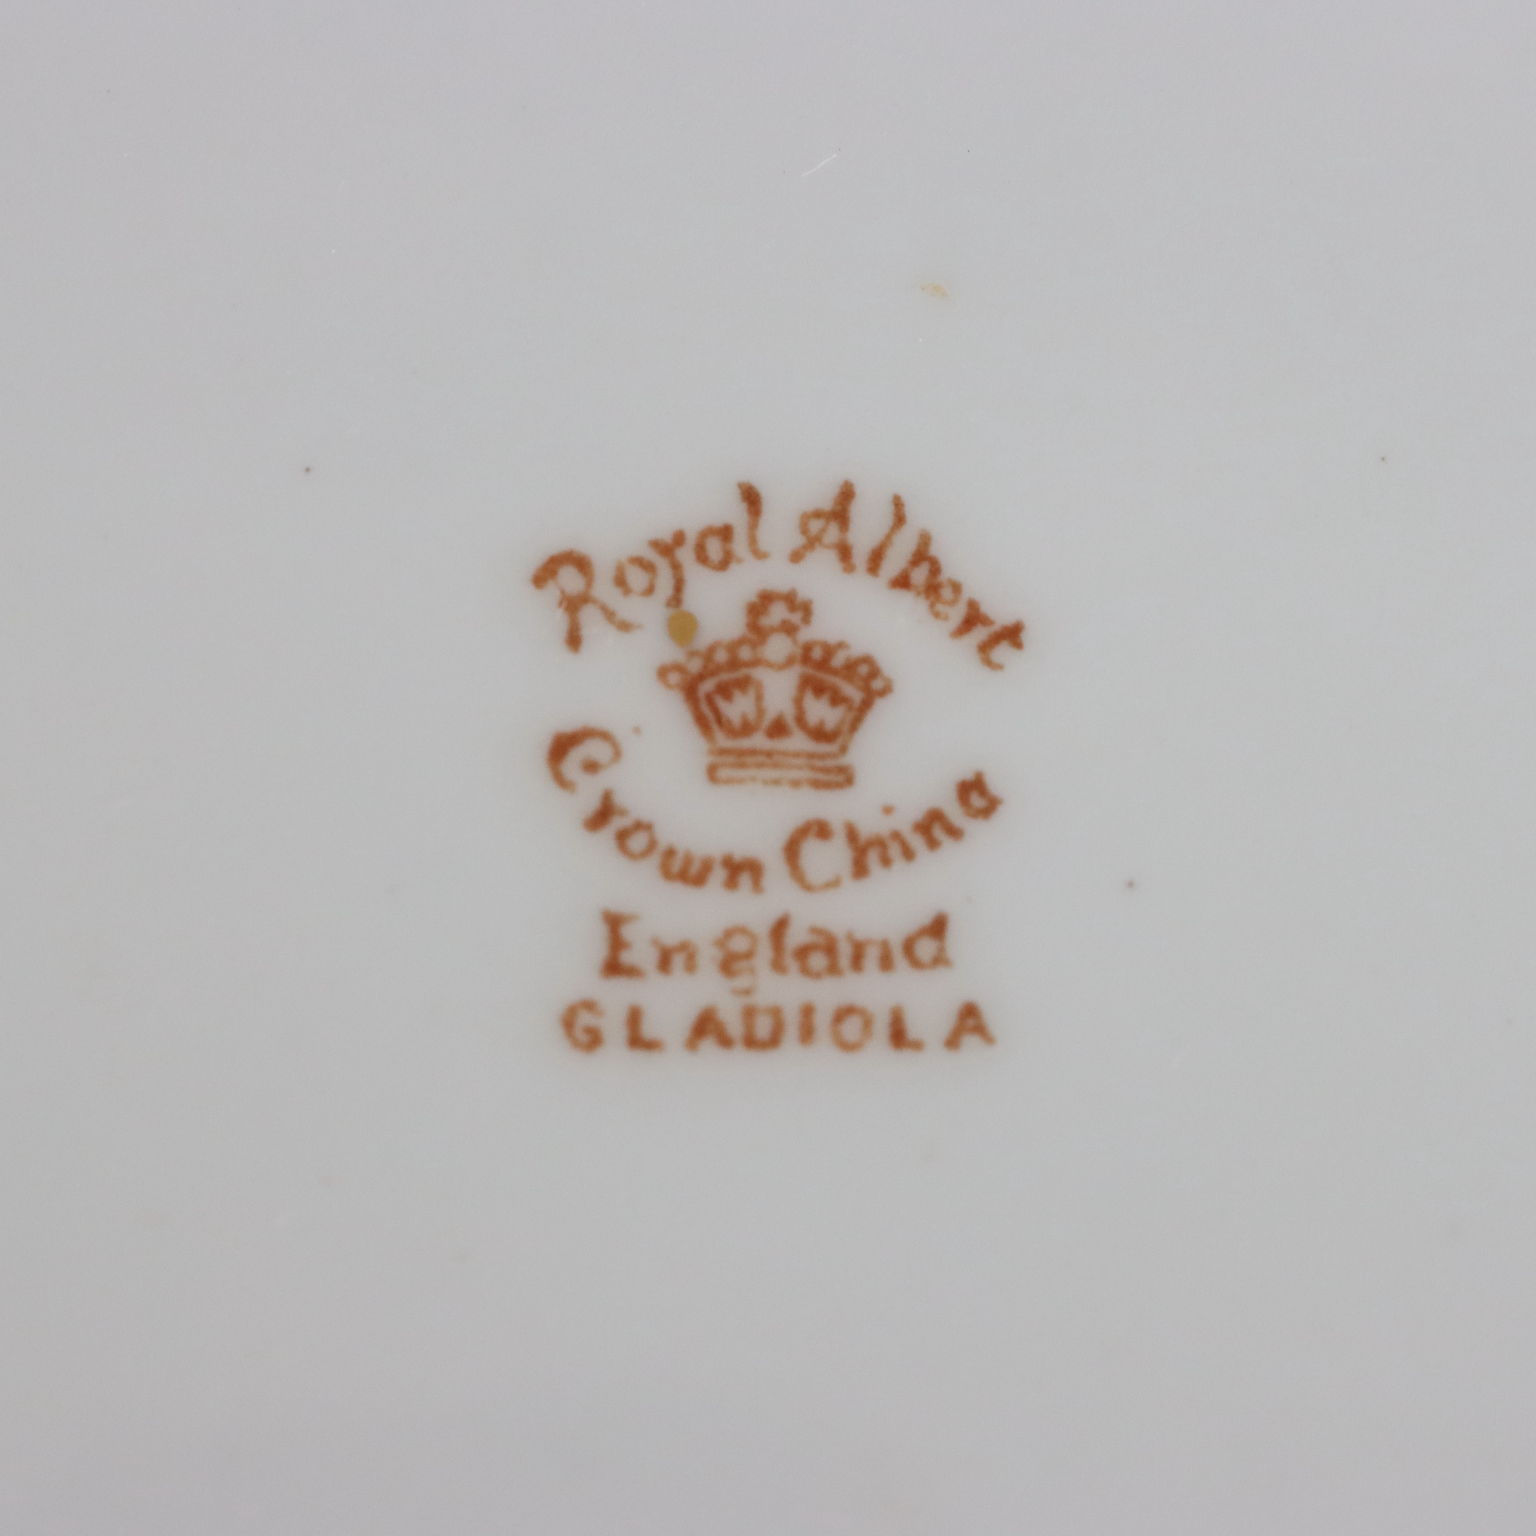 Royal Albert
Crown China
England
GLADIOLA